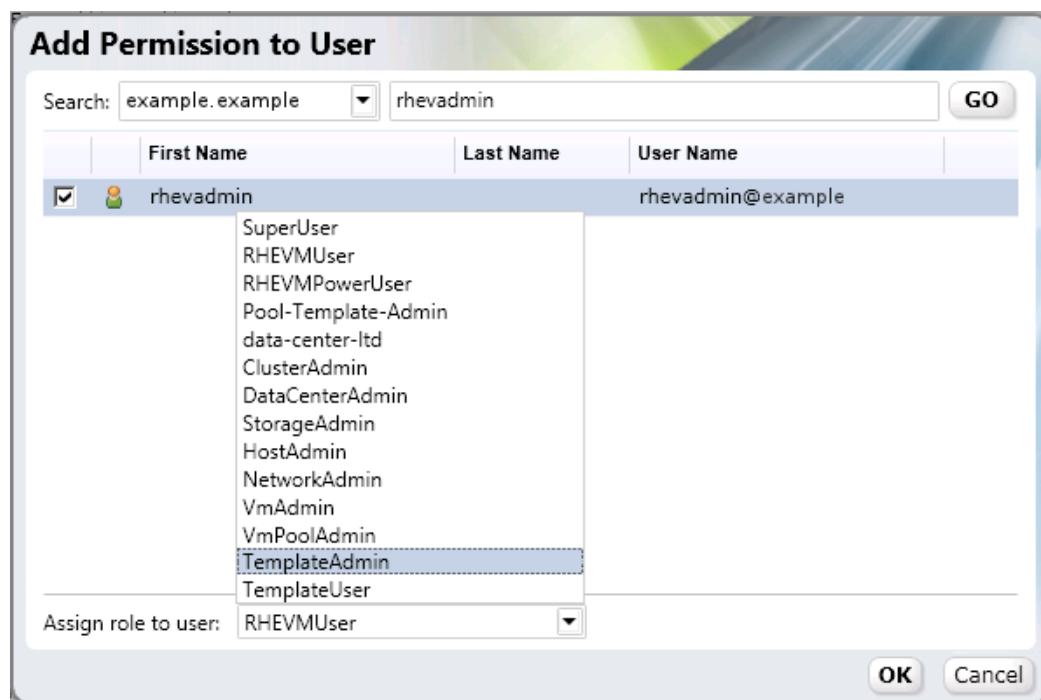 Add Permission to User
Search: example.example rhevadmin GO
First Name Last Name User Name
rhevadmin rhevadmin@example
SuperUser
RHEVMUser
RHEVMPowerUser
Pool-Template-Admin
data-center-ltd
ClusterAdmin
DataCenterAdmin
StorageAdmin
HostAdmin
NetworkAdmin
VmAdmin
VmPoolAdmin
TemplateAdmin
TemplateUser
Assign role to user: RHEVMUser
OK Cancel